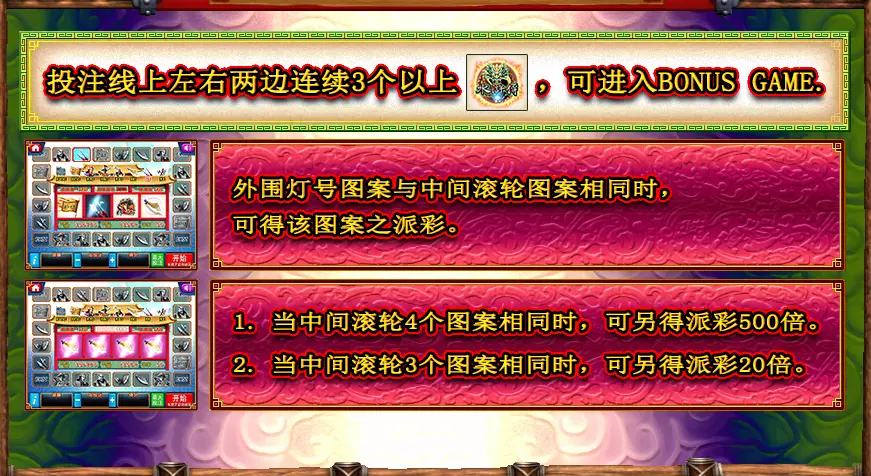 投注线上左右两边连续3个以上 ，可进入BONUS GAME.
外围灯号图案与中间滚轮图案相同时，
可得该图案之派彩。
开始
1. 当中间滚轮4个图案相同时，可另得派彩500倍。
2. 当中间滚轮3个图案相同时，可另得派彩20倍。
开始